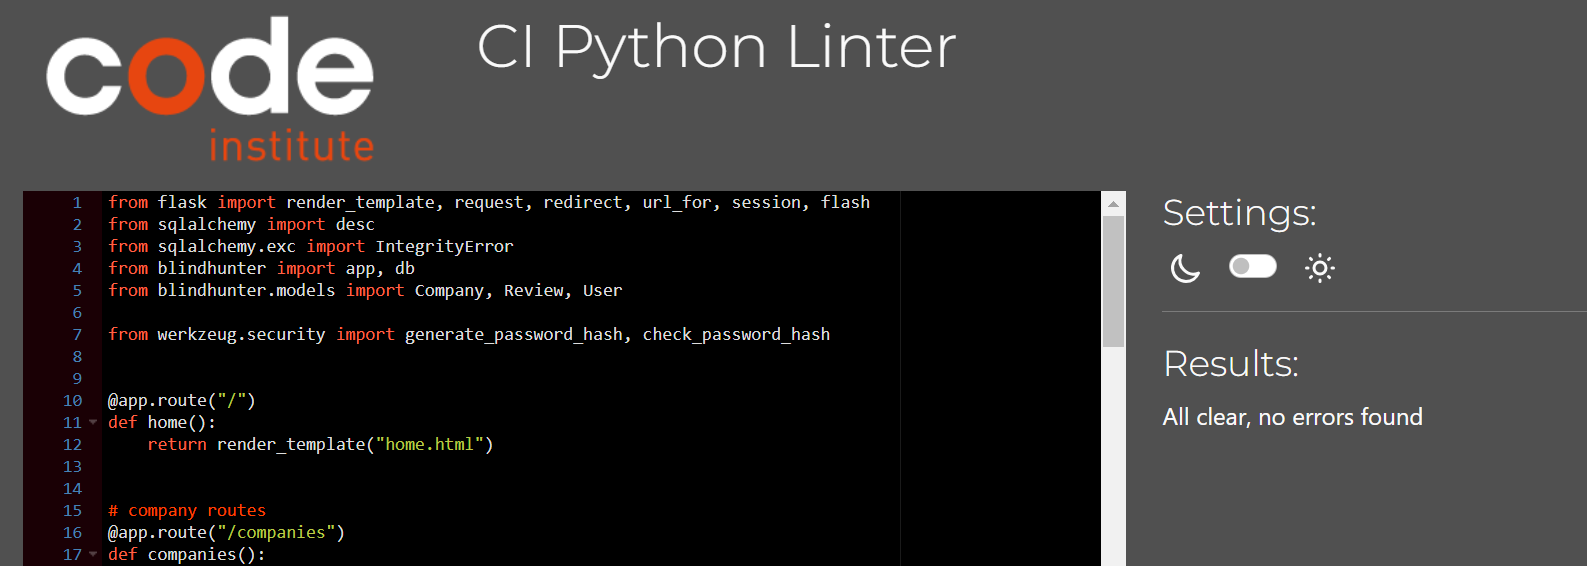 code
institute
CI Python Linter
1 from flask import render_template, request, redirect, url_for, session, flash
2 from sqlalchemy import desc
3 from sqlalchemy.exc import IntegrityError
4 from blindhunter import app, db
5 from blindhunter.models import Company, Review, User
6
7 from werkzeug.security import generate_password_hash, check_password_hash
8
9
10 @app.route("/")
11 def home():
12     return render_template("home.html")
13
14
15 # company routes
16 @app.route("/companies")
17 def companies():
Settings:
Results:
All clear, no errors found